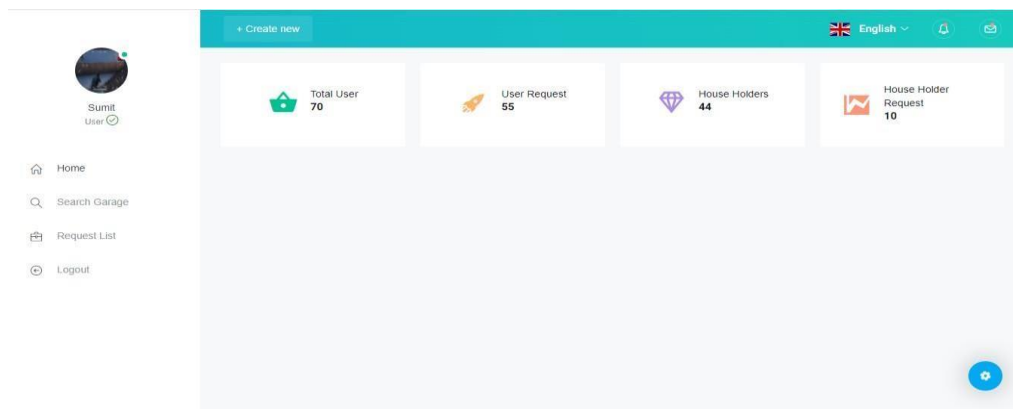 + Create new
English
Sumit
User
Home
Search Garage
Request List
Logout
Total User
70
User Request
55
House Holders
44
House Holder
Request
10